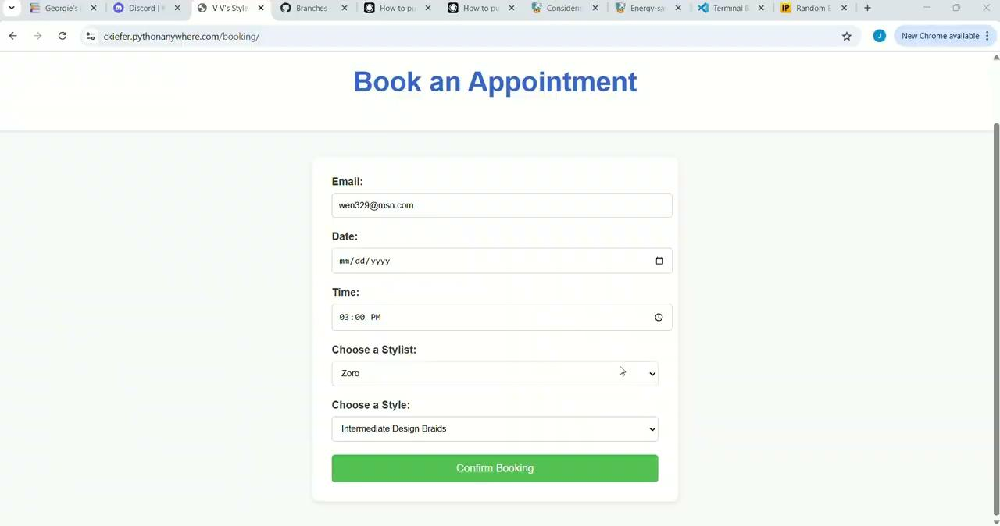 Georgie's
Discord |
V V's Style
Branches
How to pu
How to pu
Considerin
Energy-sa
Terminal
Random E
ckiefer.pythonanywhere.com/booking/
J
New Chrome available
Book an Appointment
Email:
wen329@msn.com
Date:
mm/dd/yyyy
Time:
03:00 PM
Choose a Stylist:
Zoro
Choose a Style:
Intermediate Design Braids
Confirm Booking